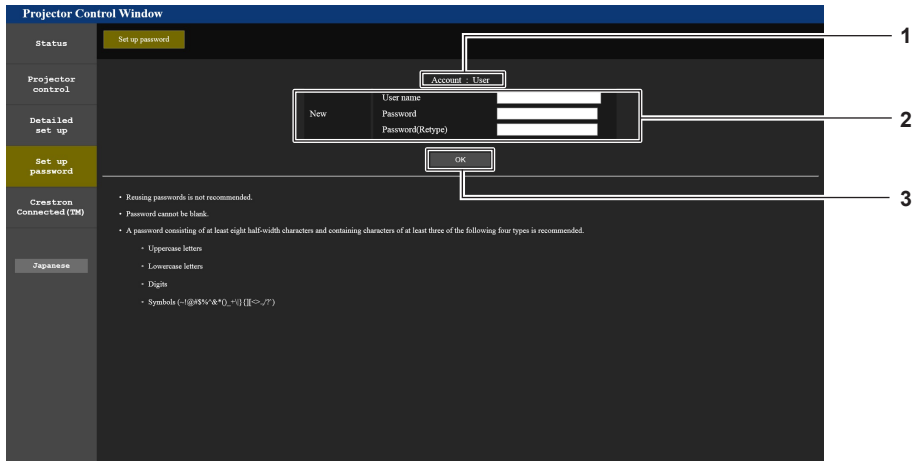 Projector Control Window
Status
Set up password
1
Projector
control
Account : User
User name
New
Password
2
Password(Retype)
Detailed
set up
OK
Set up
password
3
• Reusing passwords is not recommended.
• Password cannot be blank.
• A password consisting of at least eight half-width characters and containing characters of at least three of the following four types is recommended.
Crestron
Connected(TM)
• Uppercase letters
• Lowercase letters
• Digits
• Symbols (~!@#$%^&*()_+\|}{][<>.,/?`)
Japanese